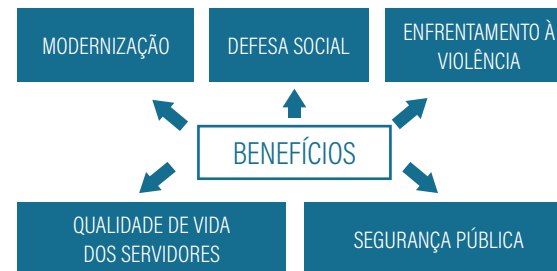 MODERNIZAÇÃO
DEFESA SOCIAL
ENFRENTAMENTO À
VIOLÊNCIA
BENEFÍCIOS
QUALIDADE DE VIDA
DOS SERVIDORES
SEGURANÇA PÚBLICA